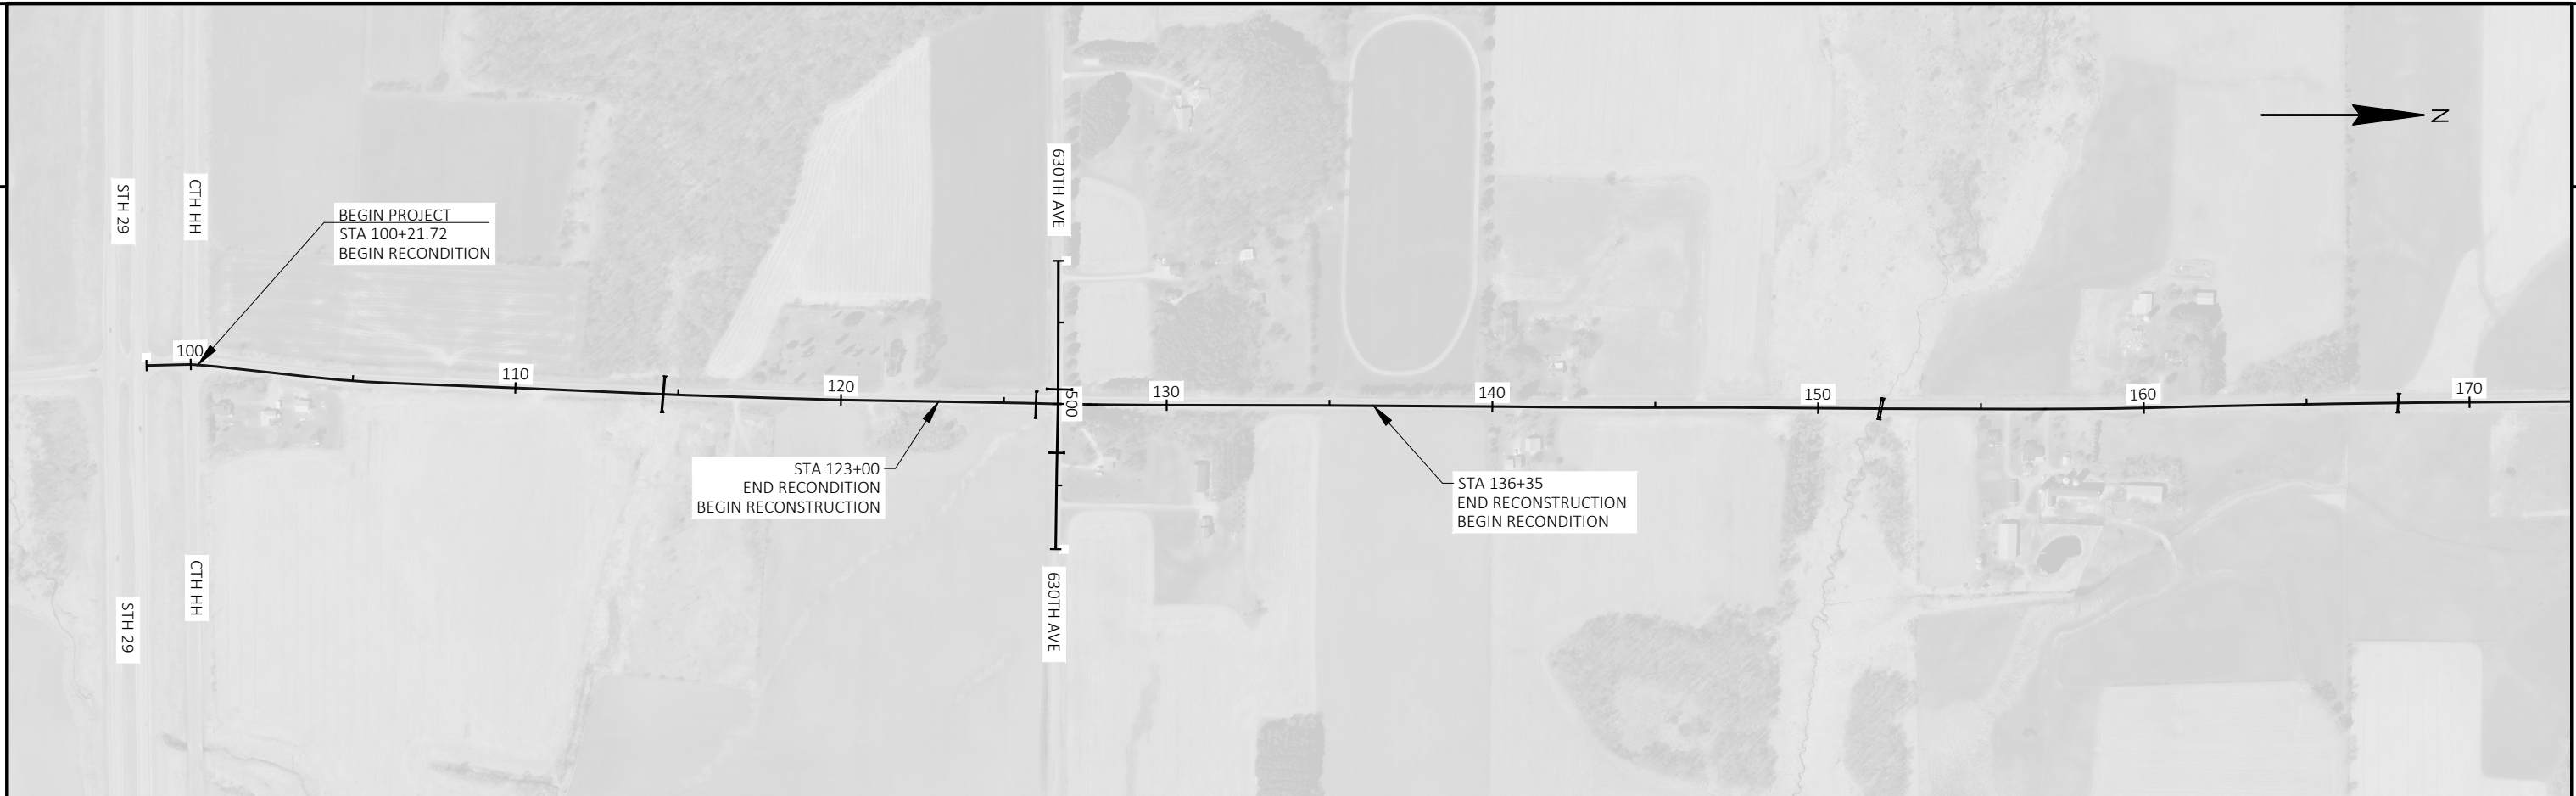 STH 29
CTH HH
BEGIN PROJECT
STA 100+21.72
BEGIN RECONDITION
630TH AVE
N
100
110
120
500
130
140
150
160
170
STA 123+00
END RECONDITION
BEGIN RECONSTRUCTION
STA 136+35
END RECONSTRUCTION
BEGIN RECONDITION
STH 29
CTH HH
630TH AVE